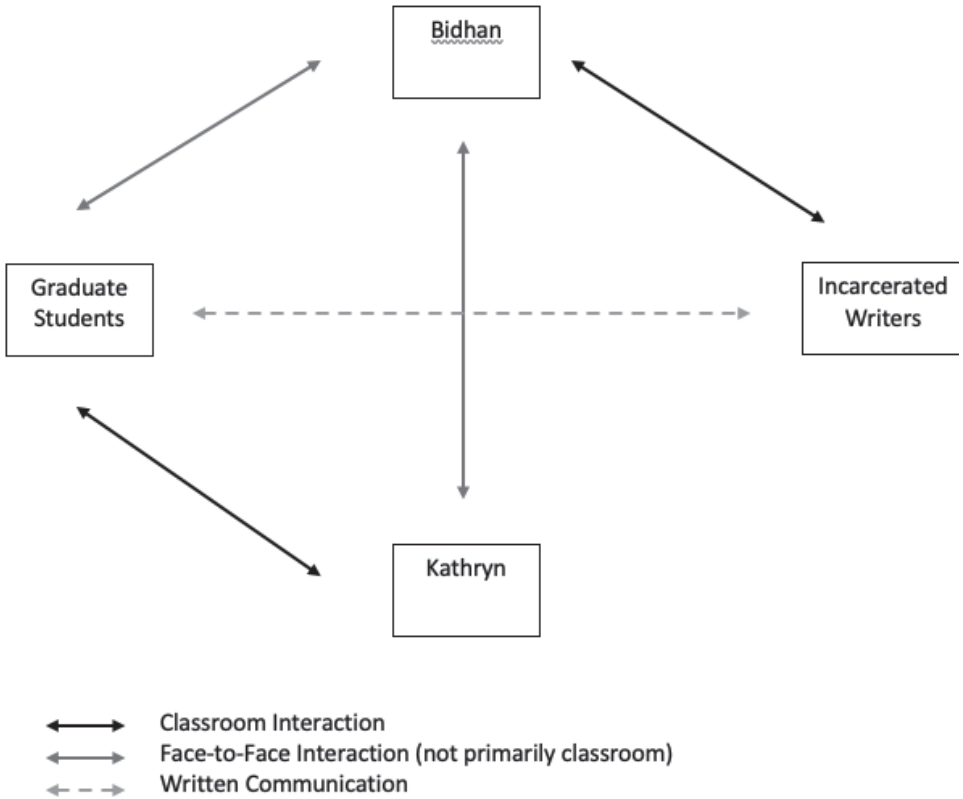 Bidhan
Graduate
Students
Incarcerated
Writers
Kathryn
Classroom Interaction
Face-to-Face Interaction (not primarily classroom)
Written Communication